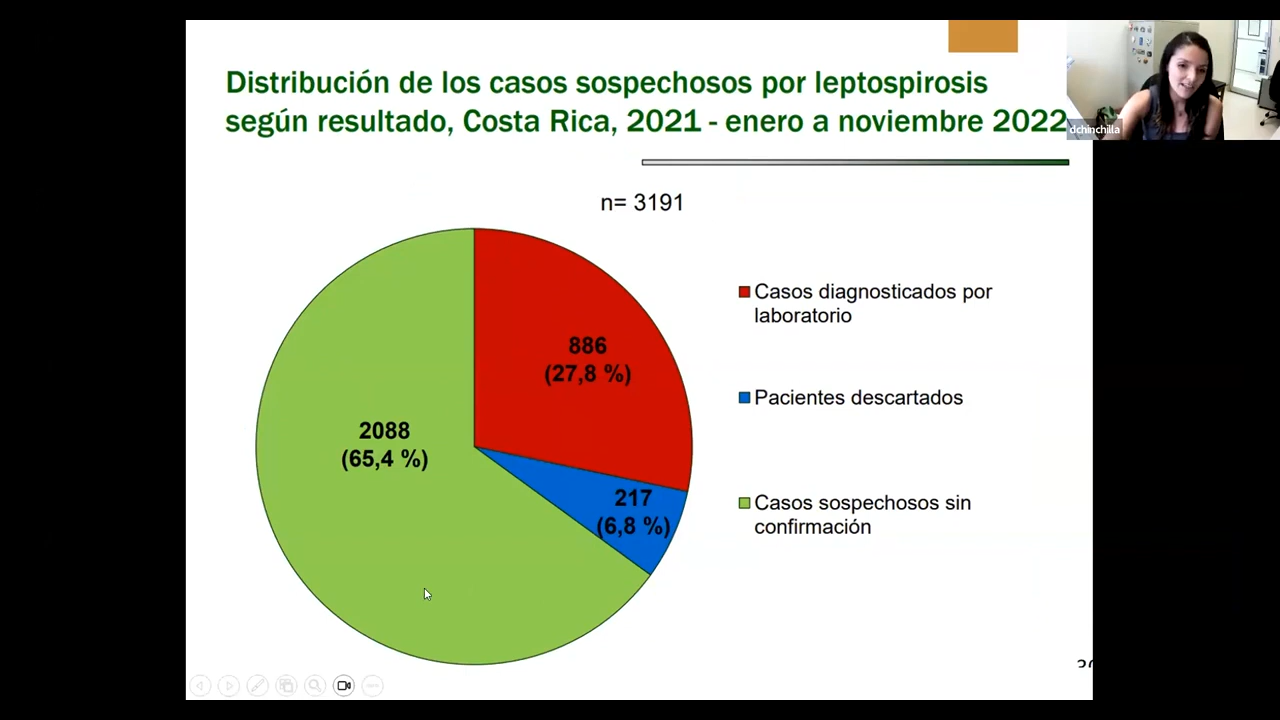 Distribución de los casos sospechosos por leptospirosis
según resultado, Costa Rica, 2021 - enero a noviembre 2022
dchinchilla
n= 3191
886
(27,8 %)
2088
(65,4 %)
217
(6,8 %)
Casos diagnosticados por
laboratorio
Pacientes descartados
Casos sospechosos sin
confirmación